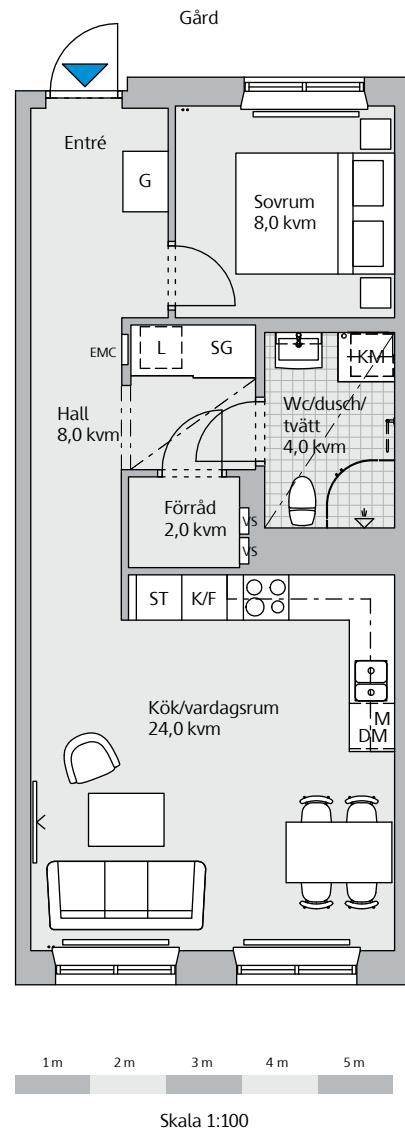 Gård
Entré
G
Sovrum
8,0 kvm
EMC
L
SG
KM
Hall
8,0 kvm
Wc/dusch/
tvätt
4,0 kvm
Förråd
2,0 kvm
VS
VS
ST
K/F
Kök/vardagsrum
24,0 kvm
M
DM
1 m
2 m
3 m
4 m
5 m
Skala 1:100